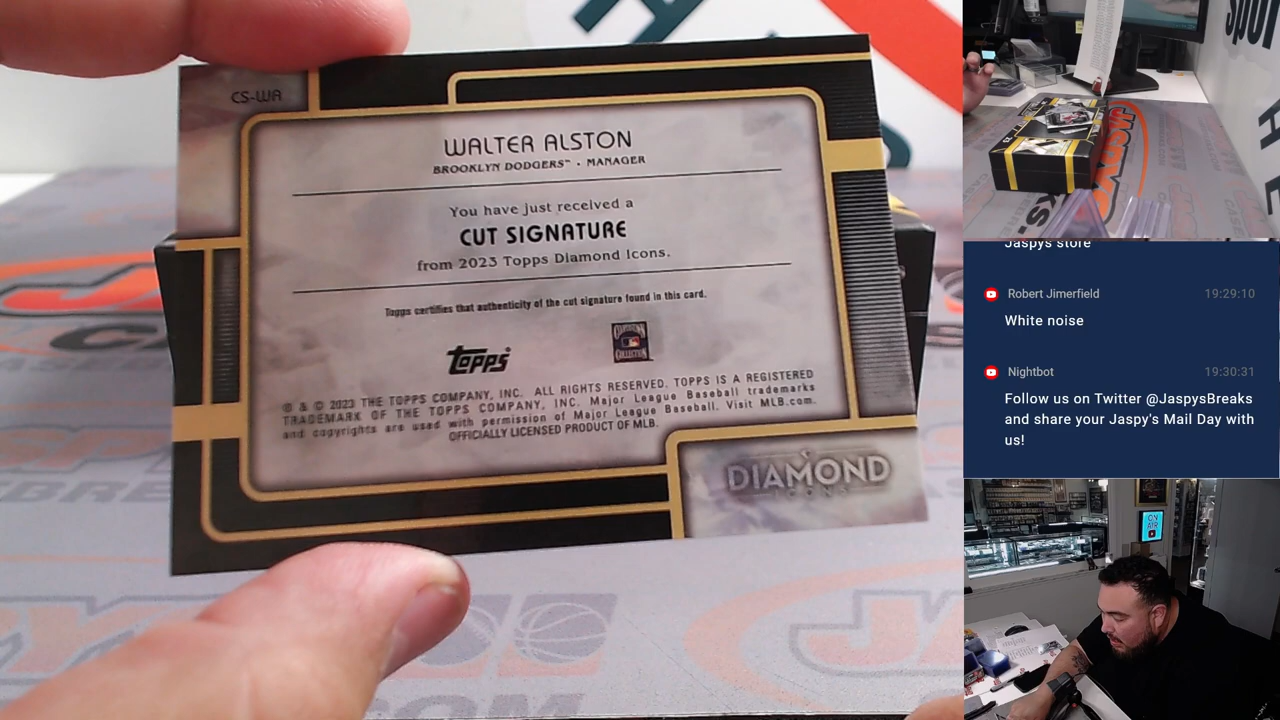 CS-WA
WALTER ALSTON
BROOKLYN DODGERS™ • MANAGER
You have just received a
CUT SIGNATURE
from 2023 Topps Diamond Icons.
Topps certifies that authenticity of the cut signature found in this card.
topps
® & © 2023 THE TOPPS COMPANY, INC. ALL RIGHTS RESERVED. TOPPS IS A REGISTERED
TRADEMARK OF THE TOPPS COMPANY, INC. Major League Baseball trademarks
and copyrights are used with permission of Major League Baseball. Visit MLB.com.
OFFICIALLY LICENSED PRODUCT OF MLB.
DIAMOND
ICONS
Jaspys store
Robert Jimerfield 19:29:10
White noise
Nightbot 19:30:31
Follow us on Twitter @JaspysBreaks
and share your Jaspy's Mail Day with
us!
ON
AIR